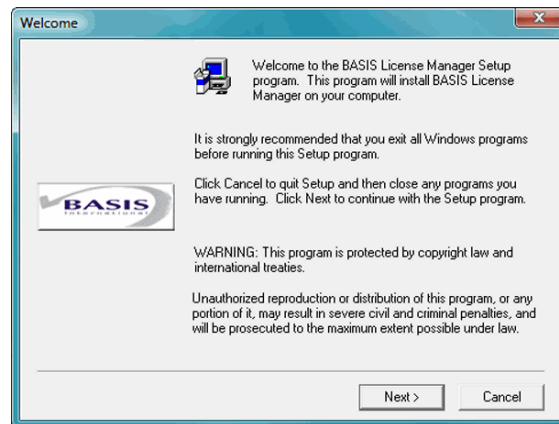 Welcome
Welcome to the BASIS License Manager Setup
program. This program will install BASIS License
Manager on your computer.
It is strongly recommended that you exit all Windows programs
before running this Setup program.
Click Cancel to quit Setup and then close any programs you
have running. Click Next to continue with the Setup program.
BASIS
International
WARNING: This program is protected by copyright law and
international treaties.
Unauthorized reproduction or distribution of this program, or any
portion of it, may result in severe civil and criminal penalties, and
will be prosecuted to the maximum extent possible under law.
Next >
Cancel